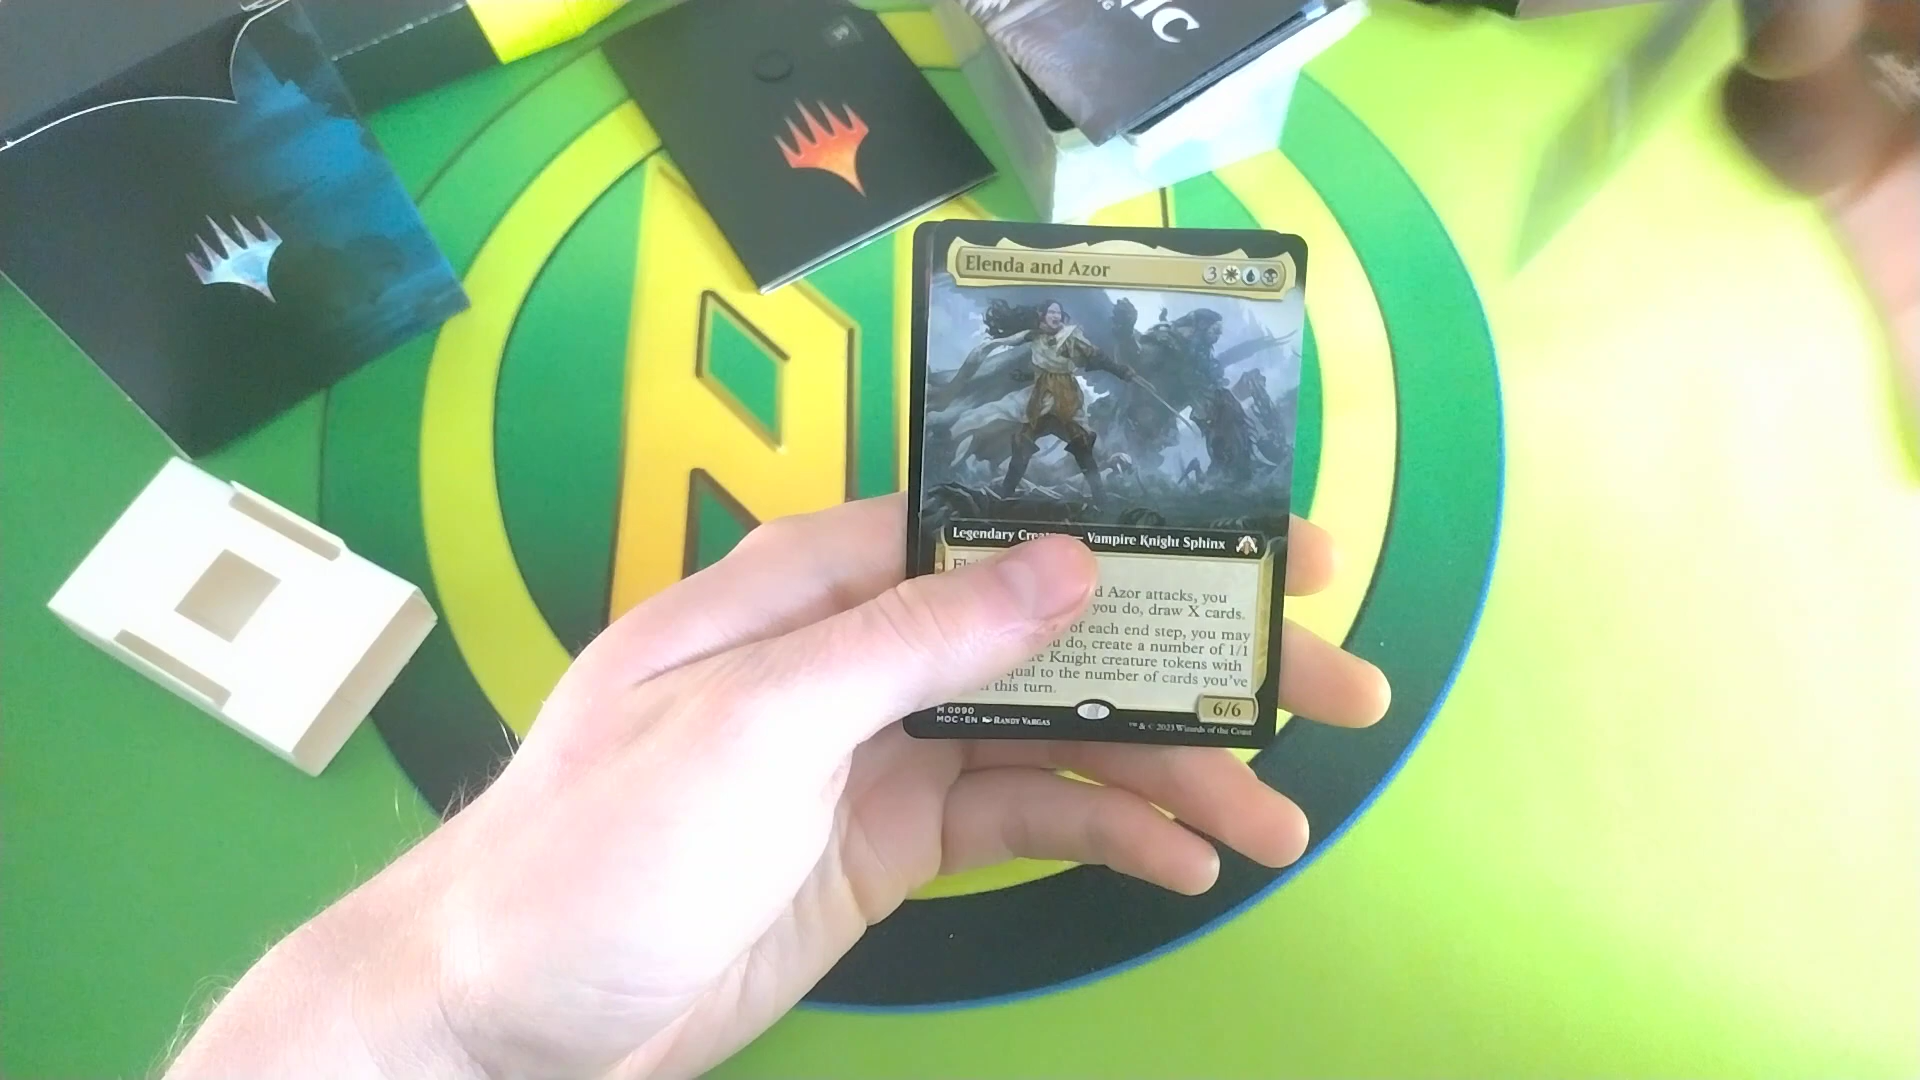 NIC
Elenda and Azor
3
Legendary Crea — Vampire Knight Sphinx
d Azor attacks, you
you do, draw X cards.
of each end step, you may
u do, create a number of 1/1
re Knight creature tokens with
qual to the number of cards you've
this turn.
6/6
M 0090
MOC • EN RANDY VARGAS
™ & © 2023 Wizards of the Coast